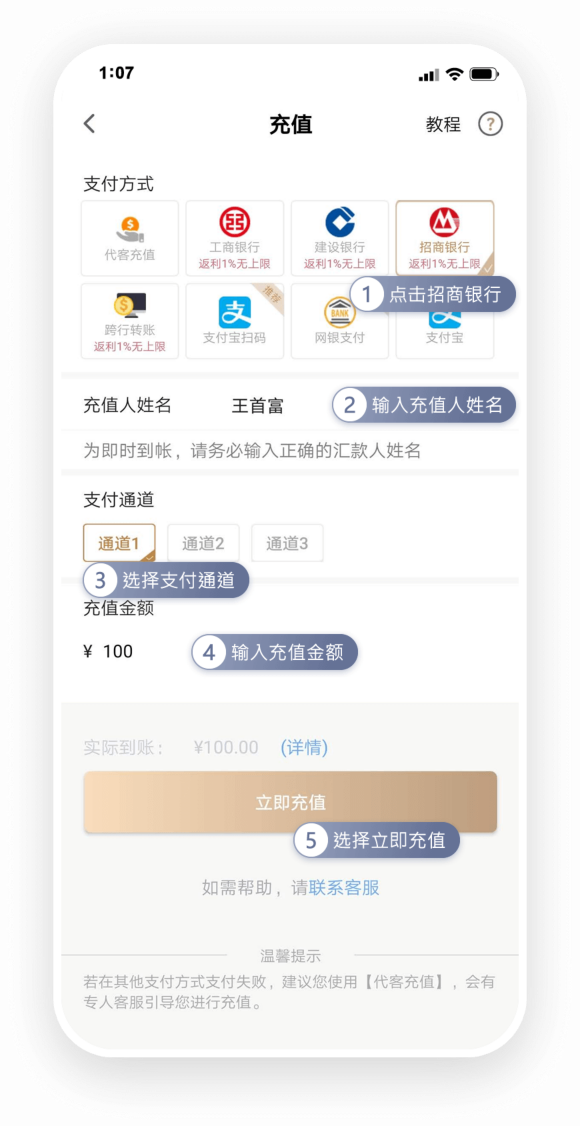 1:07
充值
教程 ?
支付方式
代客充值
工商银行
返利1%无上限
建设银行
返利1%无上限
招商银行
返利1%无上限
1 点击招商银行
跨行转账
返利1%无上限
推荐
支付宝扫码
BANK
网银支付
支付宝
充值人姓名 王首富
2 输入充值人姓名
为即时到帐，请务必输入正确的汇款人姓名
支付通道
通道1 通道2 通道3
3 选择支付通道
充值金额
¥ 100
4 输入充值金额
实际到账： ¥100.00 (详情)
立即充值
5 选择立即充值
如需帮助，请联系客服
温馨提示
若在其他支付方式支付失败，建议您使用【代客充值】，会有
专人客服引导您进行充值。